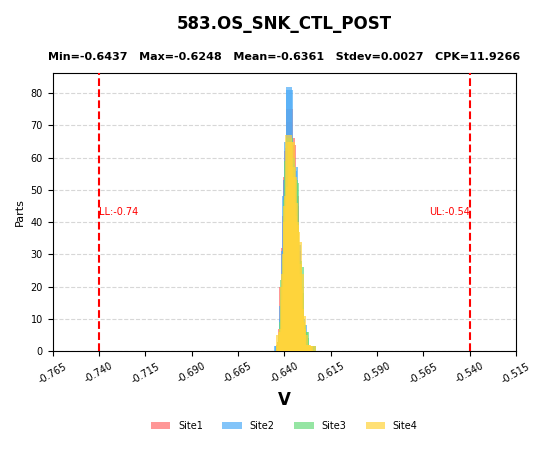 583.OS_SNK_CTL_POST
Min=-0.6437 Max=-0.6248 Mean=-0.6361 Stdev=0.0027 CPK=11.9266
80
70
60
50
40
30
20
10
0
Parts
LL:-0.74
UL:-0.54
-0.765 -0.740 -0.715 -0.690 -0.665 -0.640 -0.615 -0.590 -0.565 -0.540 -0.515
V
Site1 Site2 Site3 Site4